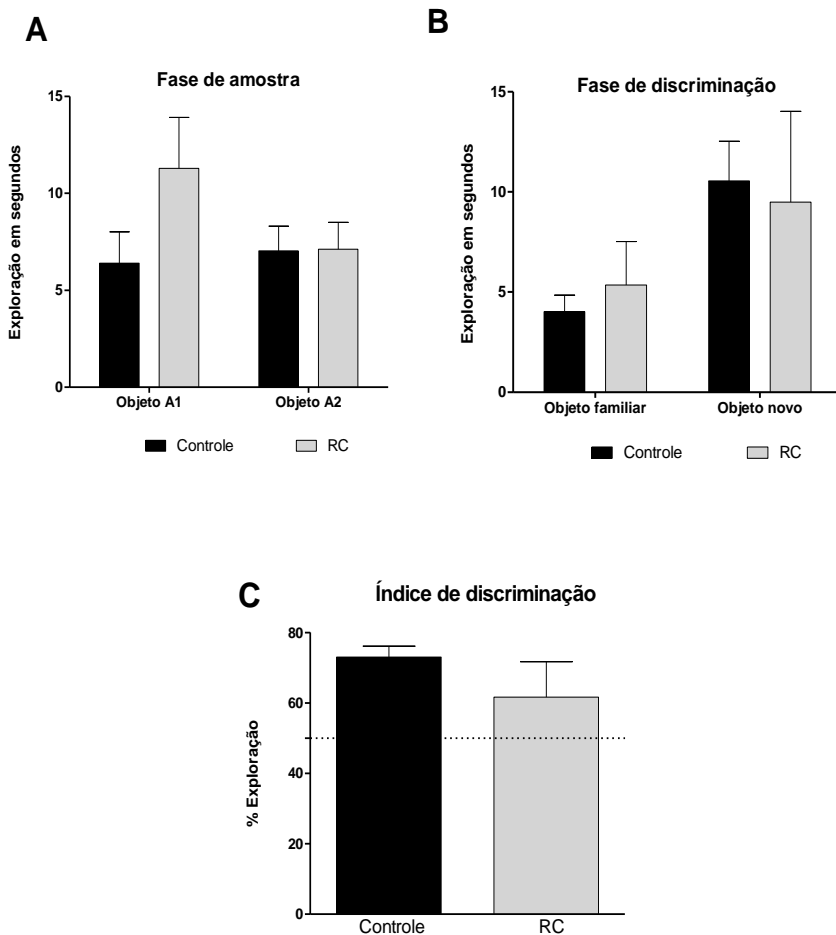 A
Fase de amostra
Exploração em segundos
15
10
5
0
Objeto A1
Objeto A2
Controle
RC
B
Fase de discriminação
Exploração em segundos
15
10
5
0
Objeto familiar
Objeto novo
Controle
RC
C
Índice de discriminação
% Exploração
80
60
40
20
0
Controle
RC